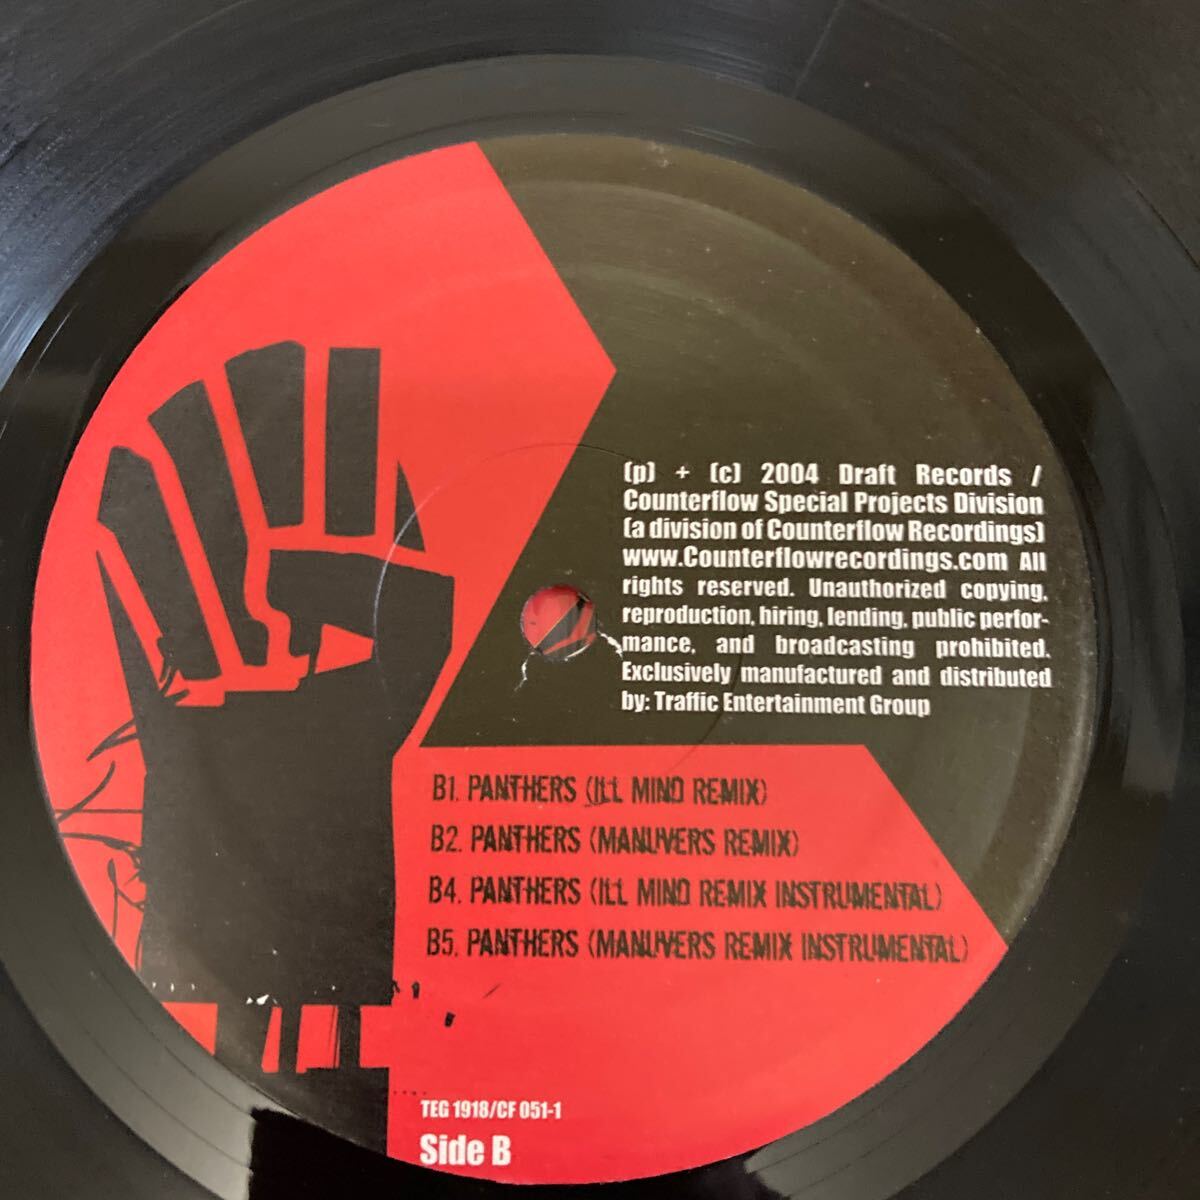 (p) + (c) 2004 Draft Records /
Counterflow Special Projects Division
(a division of Counterflow Recordings)
www.Counterflowrecordings.com All
rights reserved. Unauthorized copying,
reproduction, hiring, lending, public perfor-
mance, and broadcasting prohibited.
Exclusively manufactured and distributed
by: Traffic Entertainment Group
B1. PANTHERS (ILL MIND REMIX)
B2. PANTHERS (MANUVERS REMIX)
B4. PANTHERS (ILL MIND REMIX INSTRUMENTAL)
B5. PANTHERS (MANUVERS REMIX INSTRUMENTAL)
TEG 1918/CF 051-1
Side B